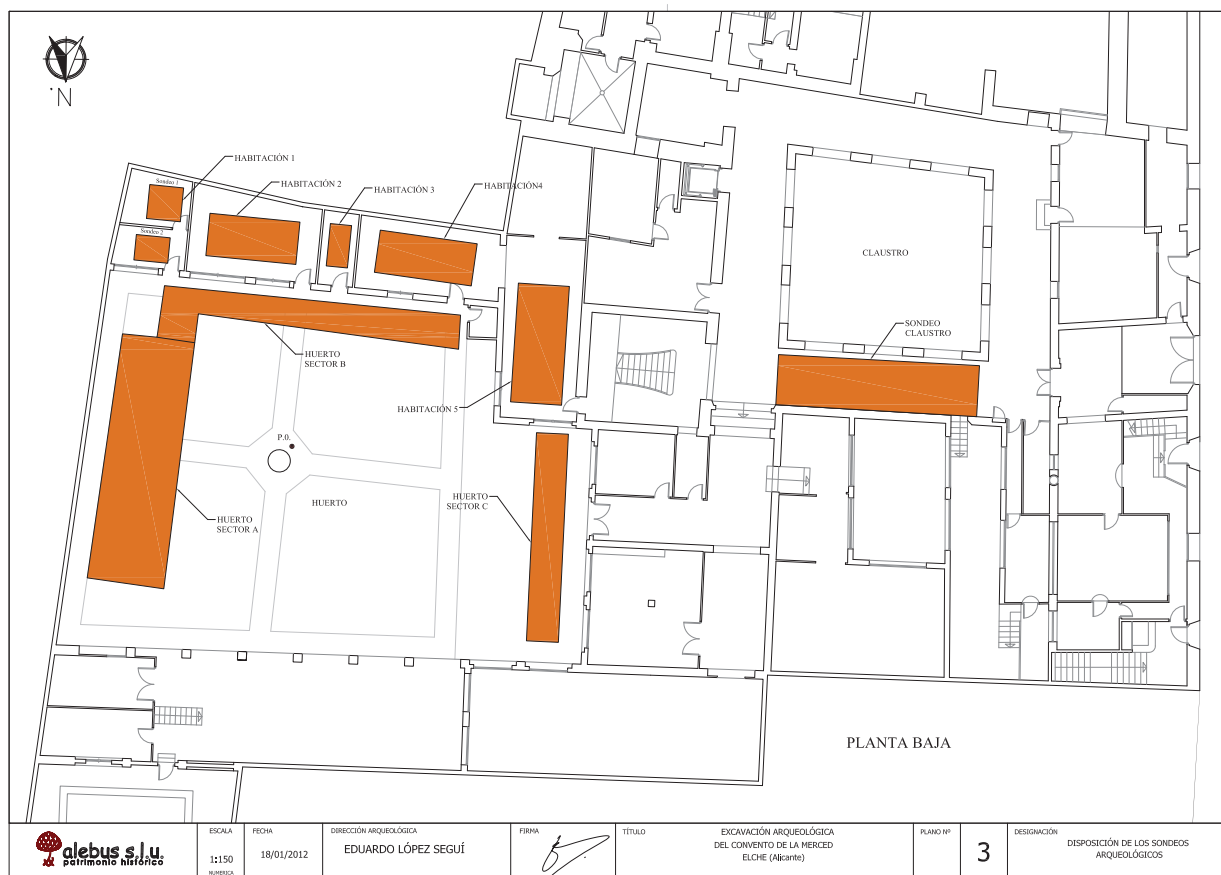 N
HABITACIÓN 1
Sondeo 1
HABITACIÓN 2
HABITACIÓN 3
HABITACIÓN4
Sondeo 2
CLAUSTRO
SONDEO
CLAUSTRO
HUERTO
SECTOR B
HABITACIÓN 5
P.0.
HUERTO
HUERTO
SECTOR C
HUERTO
SECTOR A
PLANTA BAJA
alebus s.l.u.
patrimonio histórico
ESCALA
1:150
NUMERICA
FECHA
18/01/2012
DIRECCIÓN ARQUEOLÓGICA
EDUARDO LÓPEZ SEGUÍ
FIRMA
TÍTULO
EXCAVACIÓN ARQUEOLÓGICA
DEL CONVENTO DE LA MERCED
ELCHE (Alicante)
PLANO Nº
3
DESIGNACIÓN
DISPOSICIÓN DE LOS SONDEOS
ARQUEOLÓGICOS